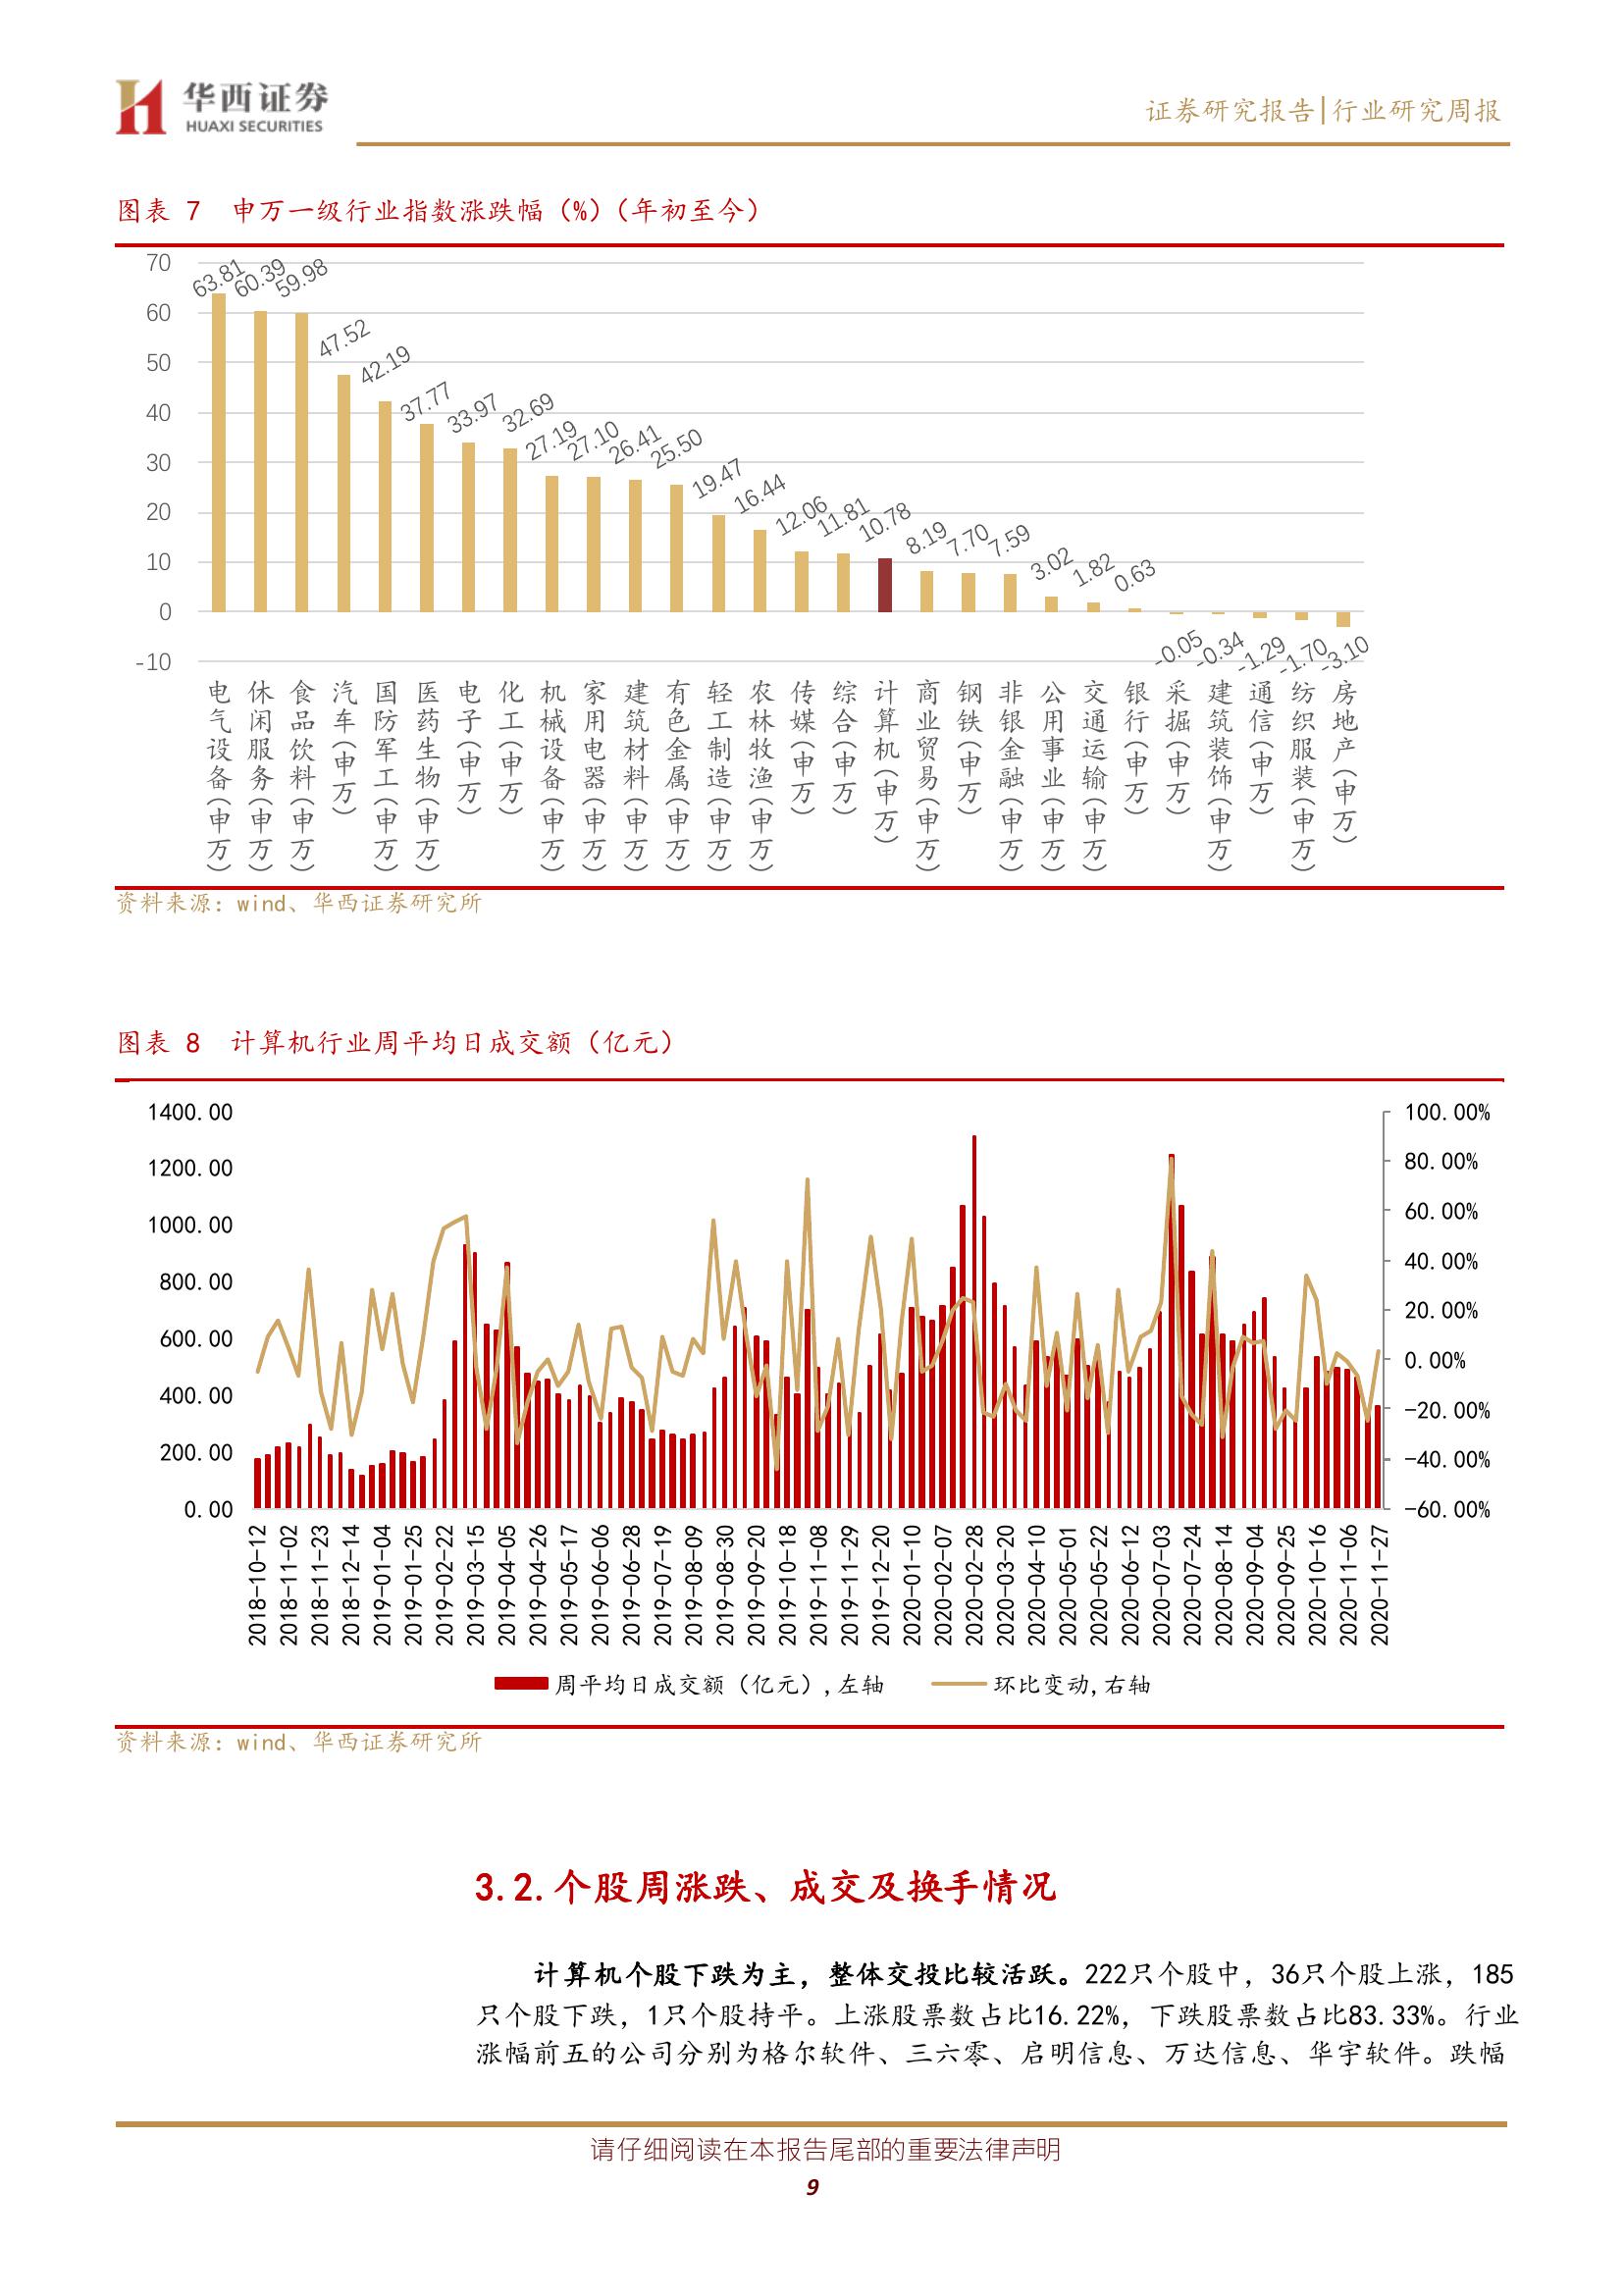 华西证券
HUAXI SECURITIES
证券研究报告|行业研究周报
图表 7 申万一级行业指数涨跌幅（%）（年初至今）
70
60
50
40
30
20
10
0
-10
63.81
60.39
59.98
47.52
42.19
37.77
33.97
32.69
27.19
27.10
26.41
25.50
19.47
16.44
12.06
11.81
10.78
8.19
7.70
7.59
3.02
1.82
0.63
-0.05
-0.34
-1.29
-1.70
-3.10
电气设备(申万)
休闲服务(申万)
食品饮料(申万)
汽车(申万)
国防军工(申万)
医药生物(申万)
电子(申万)
化工(申万)
机械设备(申万)
家用电器(申万)
建筑材料(申万)
有色金属(申万)
轻工制造(申万)
农林牧渔(申万)
传媒(申万)
综合(申万)
计算机(申万)
商业贸易(申万)
钢铁(申万)
非银金融(申万)
公用事业(申万)
交通运输(申万)
银行(申万)
采掘(申万)
建筑装饰(申万)
通信(申万)
纺织服装(申万)
房地产(申万)
资料来源：wind、华西证券研究所
图表 8 计算机行业周平均日成交额（亿元）
1400.00
1200.00
1000.00
800.00
600.00
400.00
200.00
0.00
100.00%
80.00%
60.00%
40.00%
20.00%
0.00%
-20.00%
-40.00%
-60.00%
2018-10-12
2018-11-02
2018-11-23
2018-12-14
2019-01-04
2019-01-25
2019-02-22
2019-03-15
2019-04-05
2019-04-26
2019-05-17
2019-06-06
2019-06-28
2019-07-19
2019-08-09
2019-08-30
2019-09-20
2019-10-18
2019-11-08
2019-11-29
2019-12-20
2020-01-10
2020-02-07
2020-02-28
2020-03-20
2020-04-10
2020-05-01
2020-05-22
2020-06-12
2020-07-03
2020-07-24
2020-08-14
2020-09-04
2020-09-25
2020-10-16
2020-11-06
2020-11-27
周平均日成交额（亿元）,左轴
环比变动,右轴
资料来源：wind、华西证券研究所
3.2.个股周涨跌、成交及换手情况
计算机个股下跌为主，整体交投比较活跃。222只个股中，36只个股上涨，185
只个股下跌，1只个股持平。上涨股票数占比16.22%，下跌股票数占比83.33%。行业
涨幅前五的公司分别为格尔软件、三六零、启明信息、万达信息、华宇软件。跌幅
请仔细阅读在本报告尾部的重要法律声明
9